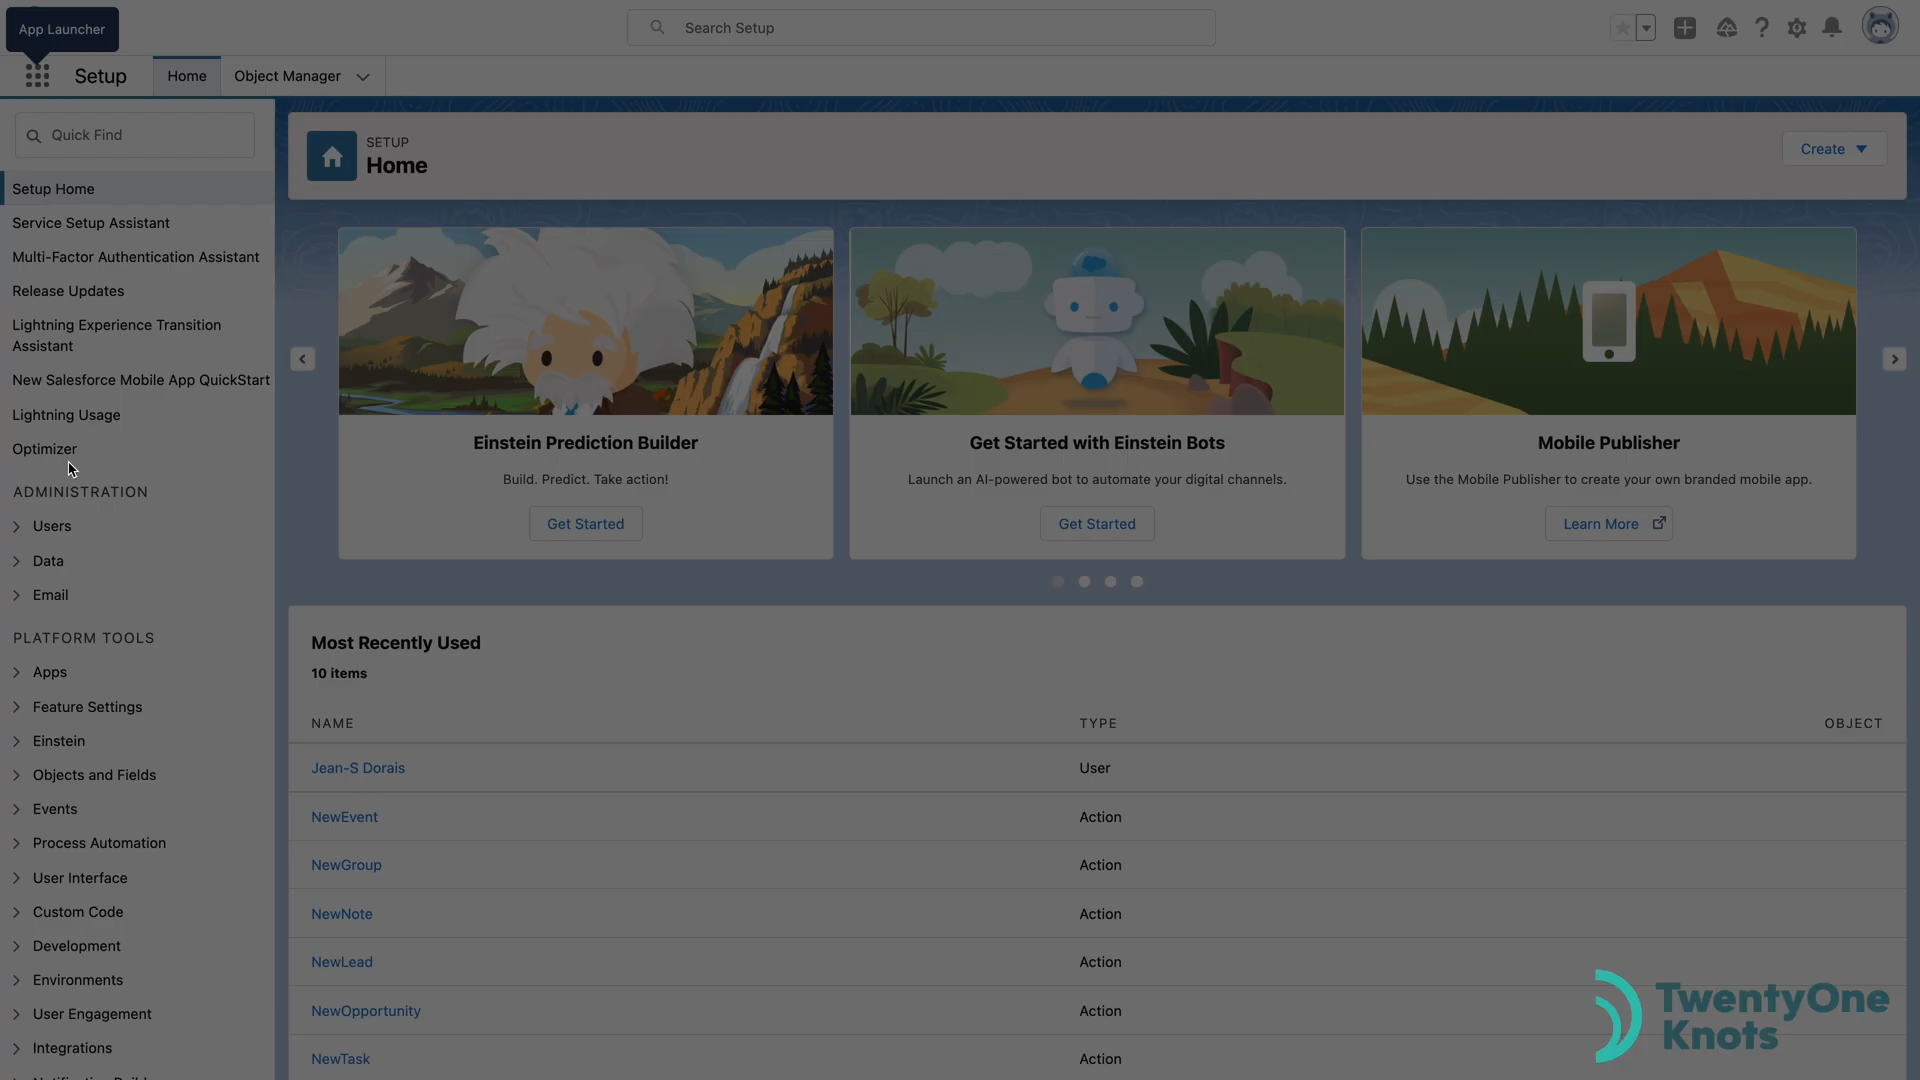 App Launcher
Search Setup
Setup
Home
Object Manager
Quick Find
Setup Home
Service Setup Assistant
Multi-Factor Authentication Assistant
Release Updates
Lightning Experience Transition
Assistant
New Salesforce Mobile App QuickStart
Lightning Usage
Optimizer
ADMINISTRATION
Users
Data
Email
PLATFORM TOOLS
Apps
Feature Settings
Einstein
Objects and Fields
Events
Process Automation
User Interface
Custom Code
Development
Environments
User Engagement
Integrations
SETUP
Home
Create
Einstein Prediction Builder
Build. Predict. Take action!
Get Started
Get Started with Einstein Bots
Launch an AI-powered bot to automate your digital channels.
Get Started
Mobile Publisher
Use the Mobile Publisher to create your own branded mobile app.
Learn More
Most Recently Used
10 items
NAME TYPE OBJECT
Jean-S Dorais User
NewEvent Action
NewGroup Action
NewNote Action
NewLead Action
NewOpportunity Action
NewTask Action
TwentyOne
Knots